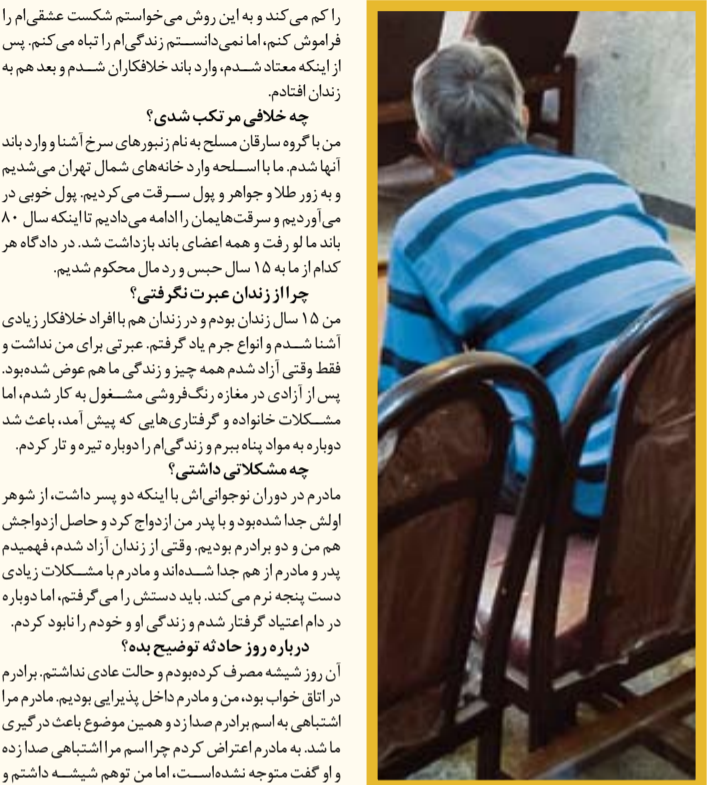 را کم می‌کند و به این روش می‌خواستم شکست عشقی‌ام را
فراموش کنم، اما نمی‌دانستم زندگی‌ام را تباه می‌کنم. پس
از اینکه معتاد شدم، وارد باند خلافکاران شدم و بعد هم به
زندان افتادم.
چه خلافی مرتکب شدی؟
من با گروه سارقان مسلح به نام زنبورهای سرخ آشنا و وارد باند
آنها شدم. ما با اسلحه وارد خانه‌های شمال تهران می‌شدیم
و به زور طلا و جواهر و پول سرقت می‌کردیم. پول خوبی در
می‌آوردیم و سرقت‌هایمان را ادامه می‌دادیم تا اینکه سال ۸۰
باند ما لو رفت و همه اعضای باند بازداشت شد. در دادگاه هر
کدام از ما به ۱۵ سال حبس و رد مال محکوم شدیم.
چرا از زندان عبرت نگرفتی؟
من ۱۵ سال زندان بودم و در زندان هم با افراد خلافکار زیادی
آشنا شدم و انواع جرم یاد گرفتم. عبرتی برای من نداشت و
فقط وقتی آزاد شدم همه چیز و زندگی ما هم عوض شده‌بود.
پس از آزادی در مغازه رنگ‌فروشی مشغول به کار شدم، اما
مشکلات خانواده و گرفتاری‌هایی که پیش آمد، باعث شد
دوباره به مواد پناه ببرم و زندگی‌ام را دوباره تیره و تار کردم.
چه مشکلاتی داشتی؟
مادرم در دوران نوجوانی‌اش با اینکه دو پسر داشت، از شوهر
اولش جدا شده‌بود و با پدر من ازدواج کرد و حاصل ازدواجش
هم من و دو برادرم بودیم. وقتی از زندان آزاد شدم، فهمیدم
پدر و مادرم از هم جدا شده‌اند و مادرم با مشکلات زیادی
دست پنجه نرم می‌کند. باید دستش را می‌گرفتم، اما دوباره
در دام اعتیاد گرفتار شدم و زندگی او و خودم را نابود کردم.
درباره روز حادثه توضیح بده؟
آن روز شیشه مصرف کرده‌بودم و حالت عادی نداشتم. برادرم
در اتاق خواب بود، من و مادرم داخل پذیرایی بودیم. مادرم مرا
اشتباهی به اسم برادرم صدا زد و همین موضوع باعث درگیری
ما شد. به مادرم اعتراض کردم چرا اسم مرا اشتباهی صدا زده
و او گفت متوجه نشده‌است، اما من توهم شیشه داشتم و